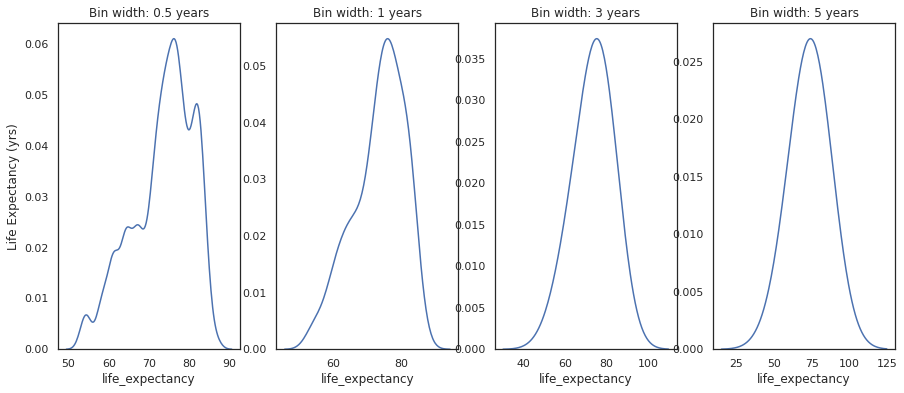 Bin width: 0.5 years
Bin width: 1 years
Bin width: 3 years
Bin width: 5 years
Life Expectancy (yrs)
0.06
0.05
0.04
0.03
0.02
0.01
0.00
50 60 70 80 90
life_expectancy
0.05
0.04
0.03
0.02
0.01
0.00
60 80
life_expectancy
0.035
0.030
0.025
0.020
0.015
0.010
0.005
0.000
40 60 80 100
life_expectancy
0.025
0.020
0.015
0.010
0.005
0.000
25 50 75 100 125
life_expectancy